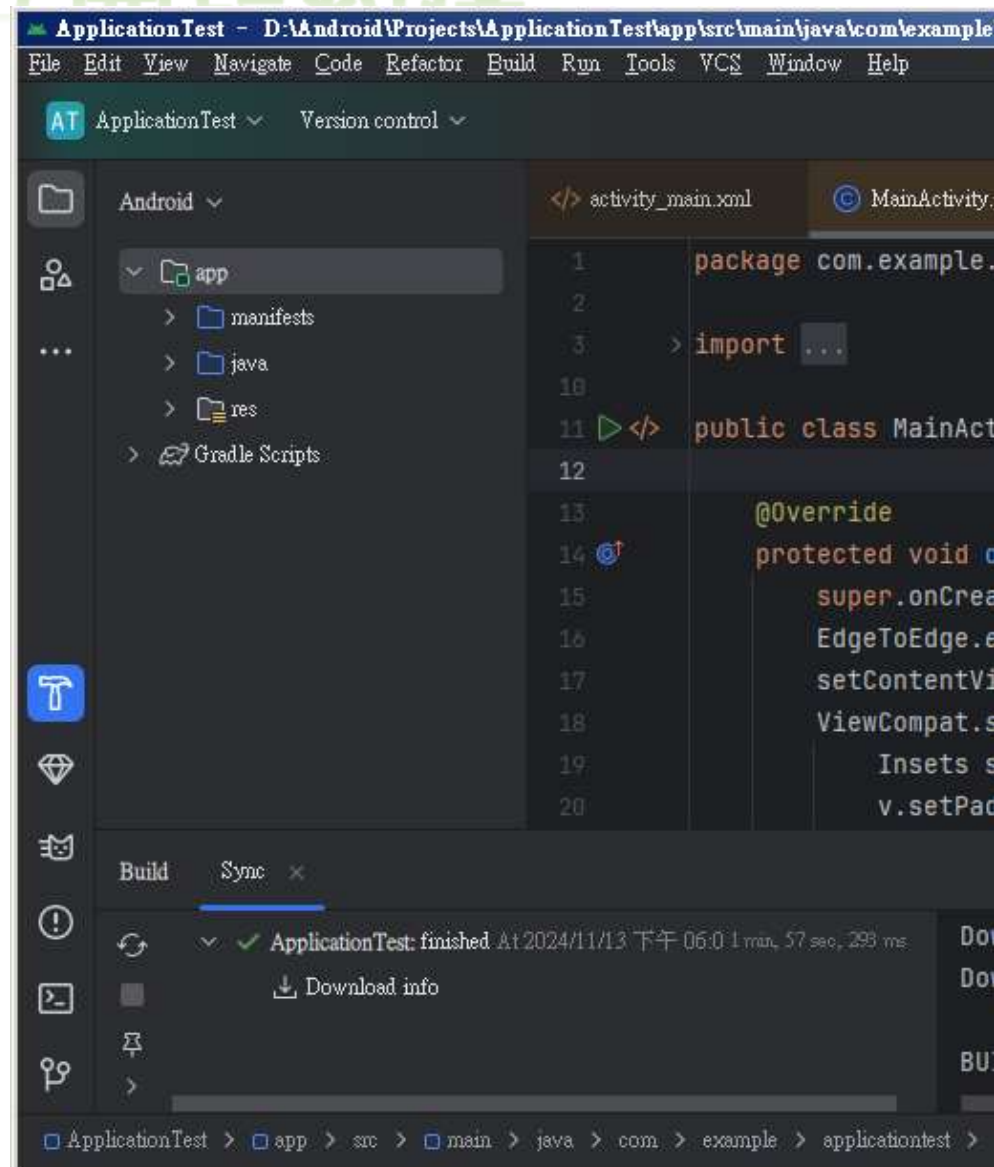 ApplicationTest - D:\Android\Projects\ApplicationTest\app\src\main\java\com\example
File Edit View Navigate Code Refactor Build Run Tools VCS Window Help
AT ApplicationTest Version control
Android
app
manifests
java
res
Gradle Scripts
</> activity_main.xml
© MainActivity.
1 package com.example.
2
3 import ...
10
11 </> public class MainAct
12
13 @Override
14 protected void
15 super.onCrea
16 EdgeToEdge.e
17 setContentVi
18 ViewCompat.s
19 Insets s
20 v.setPad
Build Sync
ApplicationTest: finished At 2024/11/13 下午 06:0 1 min, 57 sec, 293 ms
Download info
Dow
Dow
BUI
ApplicationTest > app > src > main > java > com > example > applicationtest >